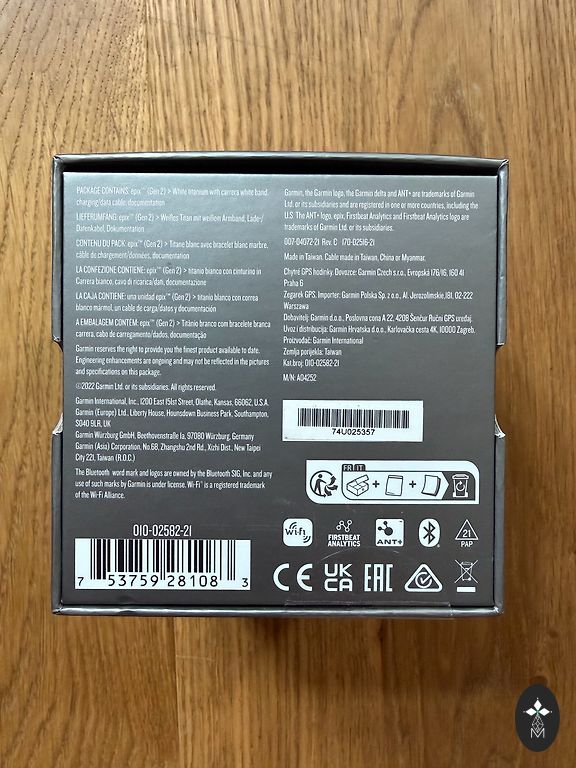 PACKAGE CONTAINS: epix™ (Gen 2) > White titanium with carrera white band,
charging/data cable, documentation
LIEFERUMFANG: epix™ (Gen 2) > Weißes Titan mit weißem Armband, Lade-/
Datenkabel, Dokumentation
CONTENU DU PACK: epix™ (Gen 2) > Titane blanc avec bracelet blanc marbre,
câble de chargement/données, documentation
LA CONFEZIONE CONTIENE: epix™ (Gen 2) > titanio bianco con cinturino in
Carrera bianco, cavo di ricarica/dati, documentazione
LA CAJA CONTIENE: una unidad epix™ (Gen 2) > titanio blanco con correa
blanco mármol, un cable de carga/datos y documentación
A EMBALAGEM CONTÉM: epix™ (Gen 2) > Titânio branco com bracelete branca
carrera, cabo de carregamento/dados, documentação
Garmin reserves the right to provide you the finest product available to date.
Engineering enhancements are ongoing and may not be reflected in the pictures
and specifications on this package.
©2022 Garmin Ltd. or its subsidiaries. All rights reserved.
Garmin International, Inc., 1200 East 151st Street, Olathe, Kansas, 66062, U.S.A.
Garmin (Europe) Ltd., Liberty House, Hounsdown Business Park, Southampton,
SO40 9LR, UK
Garmin Würzburg GmbH, Beethovenstraße 1a, 97080 Würzburg, Germany
Garmin (Asia) Corporation, No.68, Zhangshu 2nd Rd., Xizhi Dist., New Taipei
City 221, Taiwan (R.O.C.)
The Bluetooth word mark and logos are owned by the Bluetooth SIG, Inc. and any
use of such marks by Garmin is under license. Wi-Fi® is a registered trademark
of the Wi-Fi Alliance.
010-02582-21
7 53759 28108 3
Garmin, the Garmin logo, the Garmin delta and ANT+ are trademarks of Garmin
Ltd. or its subsidiaries and are registered in one or more countries, including the
U.S. The ANT+ logo, epix, Firstbeat Analytics and Firstbeat Analytics logo are
trademarks of Garmin Ltd. or its subsidiaries.
007-04072-21 Rev. C 170-02516-21
Made in Taiwan. Cable made in Taiwan, China or Myanmar.
Chytré GPS hodinky. Dovozce: Garmin Czech s.r.o., Evropská 176/16, 160 41
Praha 6
Zegarek GPS, Importer: Garmin Polska Sp. z o.o., Al. Jerozolimskie,181, 02-222
Warszawa
Dobavitelj: Garmin d.o.o., Poslovna cona A 22, 4208 Šenčur Ručni GPS uređaj.
Uvoz i distribucija: Garmin Hrvatska d.o.o., Karlovačka cesta 4K, 10000 Zagreb.
Proizvođač: Garmin International
Zemlja porijekla: Taiwan
Kat.broj: 010-02582-21
M/N: A04252
74U025357
FR IT
Wi-Fi
FIRSTBEAT
ANALYTICS
ANT+
21
PAP
CE UK
CA EAC
M